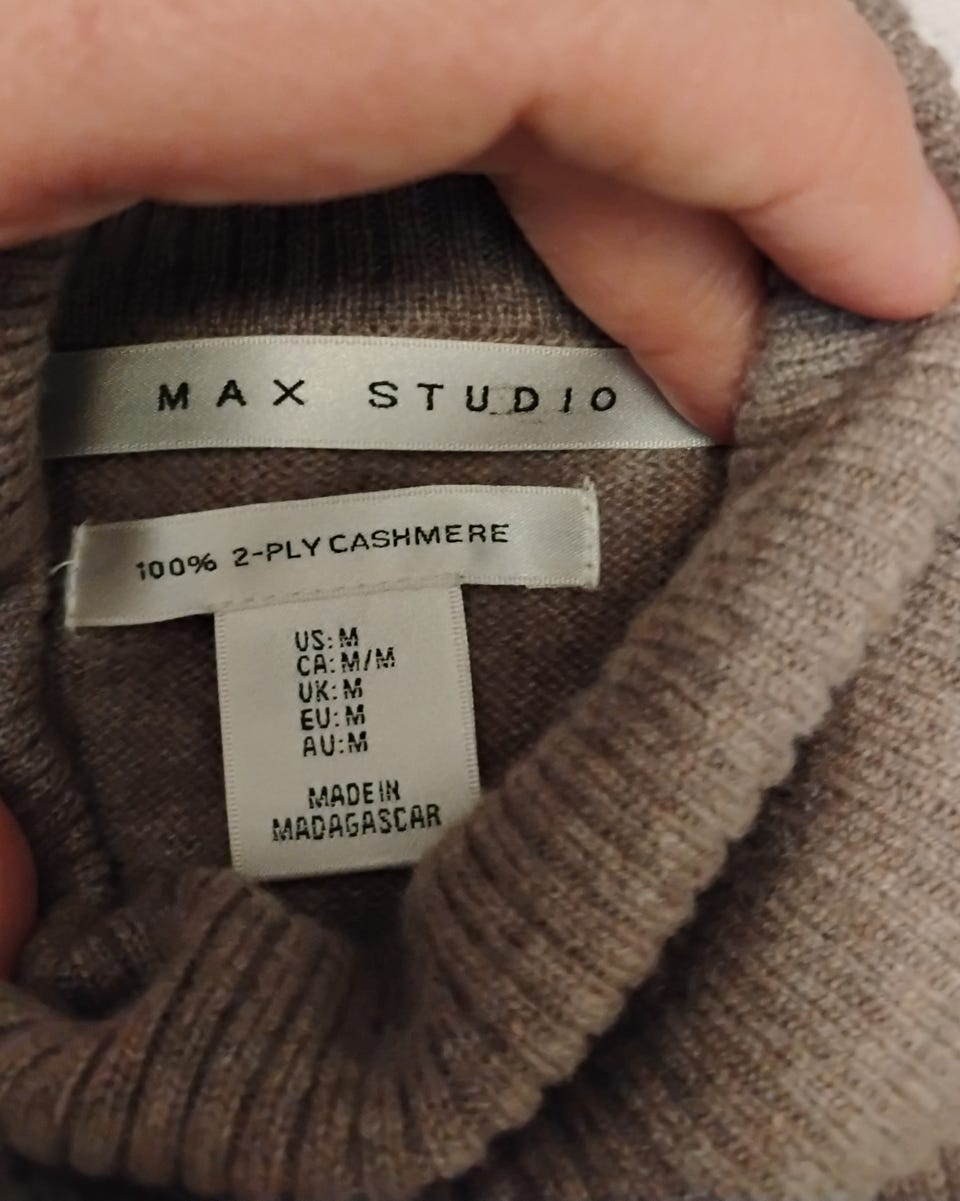 MAX STUDIO
100% 2-PLY CASHMERE
US: M
CA: M/M
UK: M
EU: M
AU: M
MADE IN
MADAGASCAR